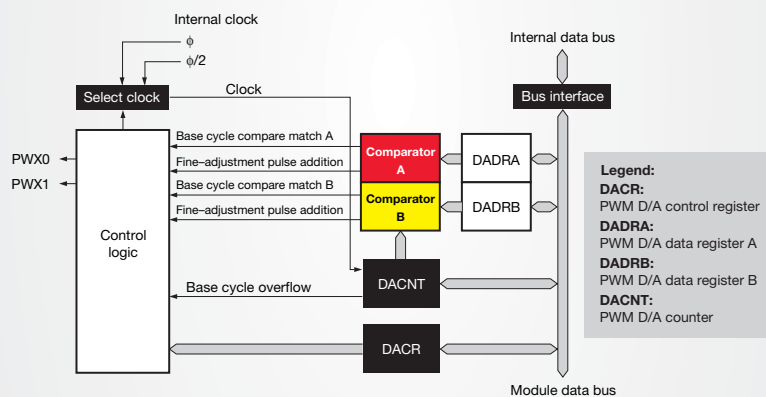 Internal clock
ϕ
ϕ/2
Internal data bus
Select clock
Clock
Bus interface
PWX0
PWX1
Control
logic
Base cycle compare match A
Fine–adjustment pulse addition
Base cycle compare match B
Fine–adjustment pulse addition
Comparator
A
Comparator
B
DADRA
DADRB
Base cycle overflow
DACNT
DACR
Module data bus
Legend:
DACR:
PWM D/A control register
DADRA:
PWM D/A data register A
DADRB:
PWM D/A data register B
DACNT:
PWM D/A counter